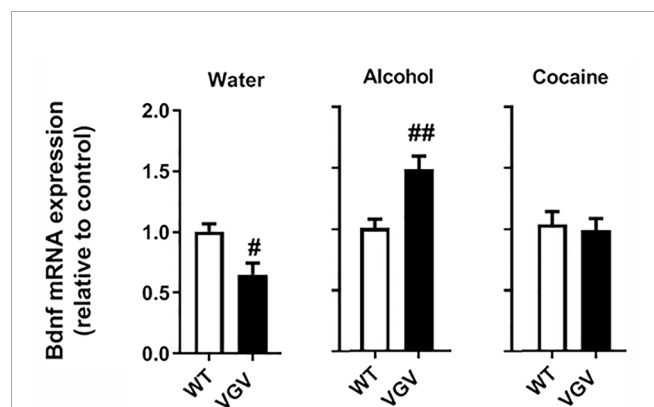 Water
Alcohol
Cocaine
Bdnf mRNA expression
(relative to control)
2.0
1.5
1.0
0.5
0.0
#
##
WT
VGV
WT
VGV
WT
VGV